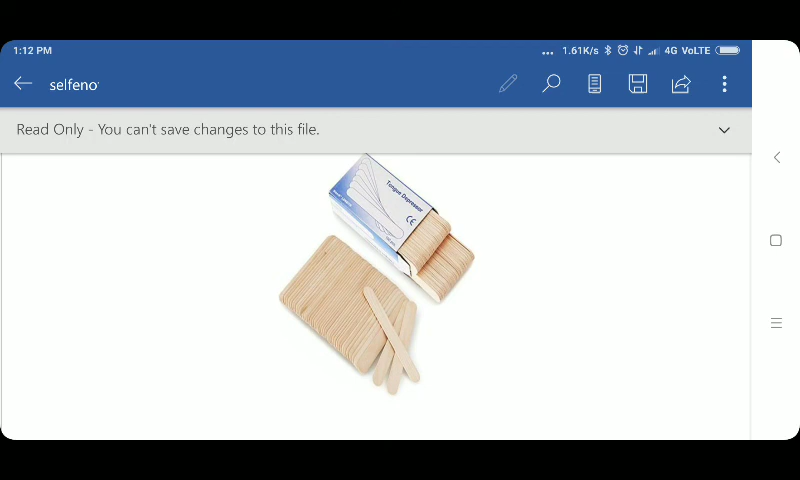 1:12 PM
... 1.61K/s 4G VoLTE
selfeno
Read Only - You can't save changes to this file.
Tongue Depressor
CE